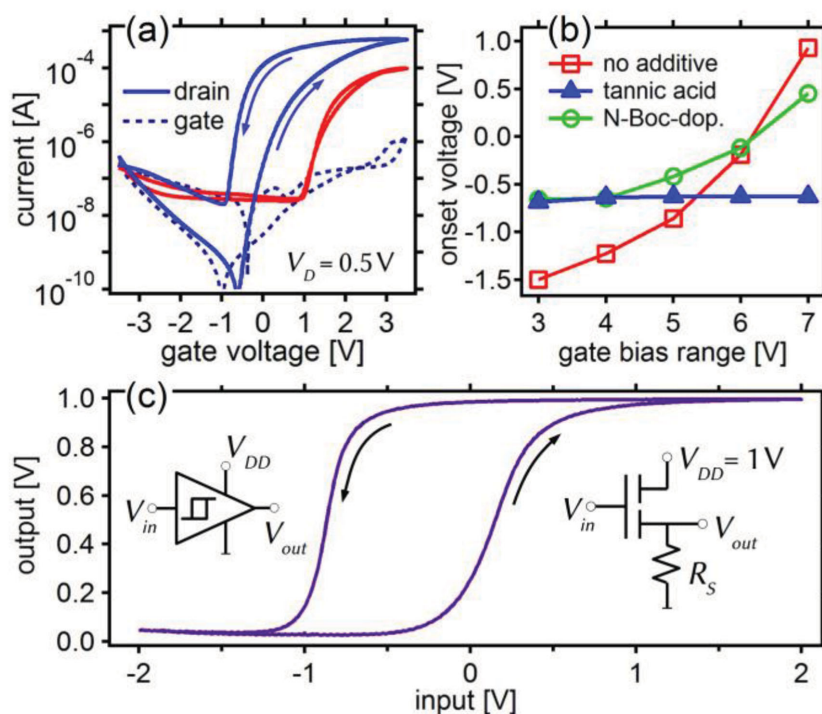 (a)
10⁻⁴
10⁻⁶
10⁻⁸
10⁻¹⁰
current [A]
drain
gate
V_D = 0.5 V
-3 -2 -1 0 1 2 3
gate voltage [V]
(b)
1.0
0.5
0.0
-0.5
-1.0
-1.5
onset voltage [V]
no additive
tannic acid
N-Boc-dop.
3 4 5 6 7
gate bias range [V]
(c)
1.0
0.8
0.6
0.4
0.2
0.0
output [V]
V_DD
V_in
V_out
V_DD = 1 V
V_in
V_out
R_S
-2 -1 0 1 2
input [V]